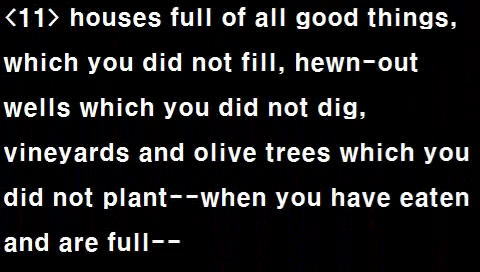 <11> houses full of all good things,
which you did not fill, hewn-out
wells which you did not dig,
vineyards and olive trees which you
did not plant--when you have eaten
and are full--